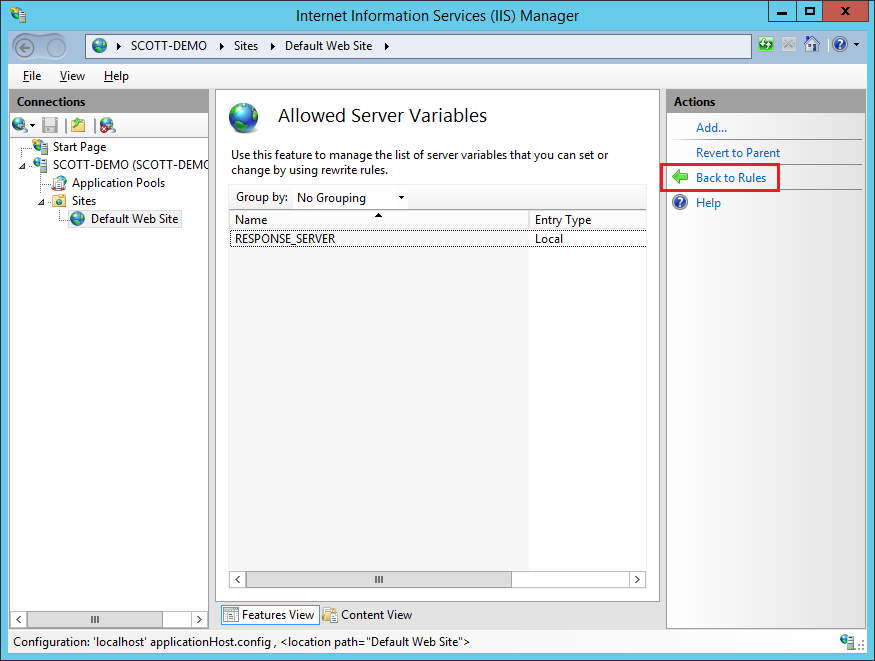 Internet Information Services (IIS) Manager
SCOTT-DEMO Sites Default Web Site
File View Help
Connections
Start Page
SCOTT-DEMO (SCOTT-DEMO
Application Pools
Sites
Default Web Site
Allowed Server Variables
Use this feature to manage the list of server variables that you can set or
change by using rewrite rules.
Group by: No Grouping
Name Entry Type
RESPONSE_SERVER Local
Features View Content View
Actions
Add...
Revert to Parent
Back to Rules
Help
Configuration: 'localhost' applicationHost.config , <location path="Default Web Site">